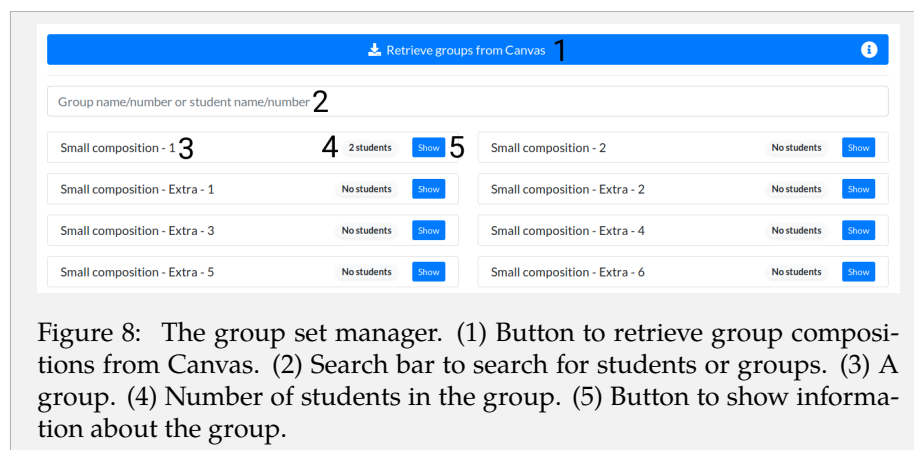 Retrieve groups from Canvas 1
Group name/number or student name/number 2
Small composition - 1 3 4 2 students Show 5 Small composition - 2 No students Show
Small composition - Extra - 1 No students Show Small composition - Extra - 2 No students Show
Small composition - Extra - 3 No students Show Small composition - Extra - 4 No students Show
Small composition - Extra - 5 No students Show Small composition - Extra - 6 No students Show
Figure 8: The group set manager. (1) Button to retrieve group composi-
tions from Canvas. (2) Search bar to search for students or groups. (3) A
group. (4) Number of students in the group. (5) Button to show informa-
tion about the group.